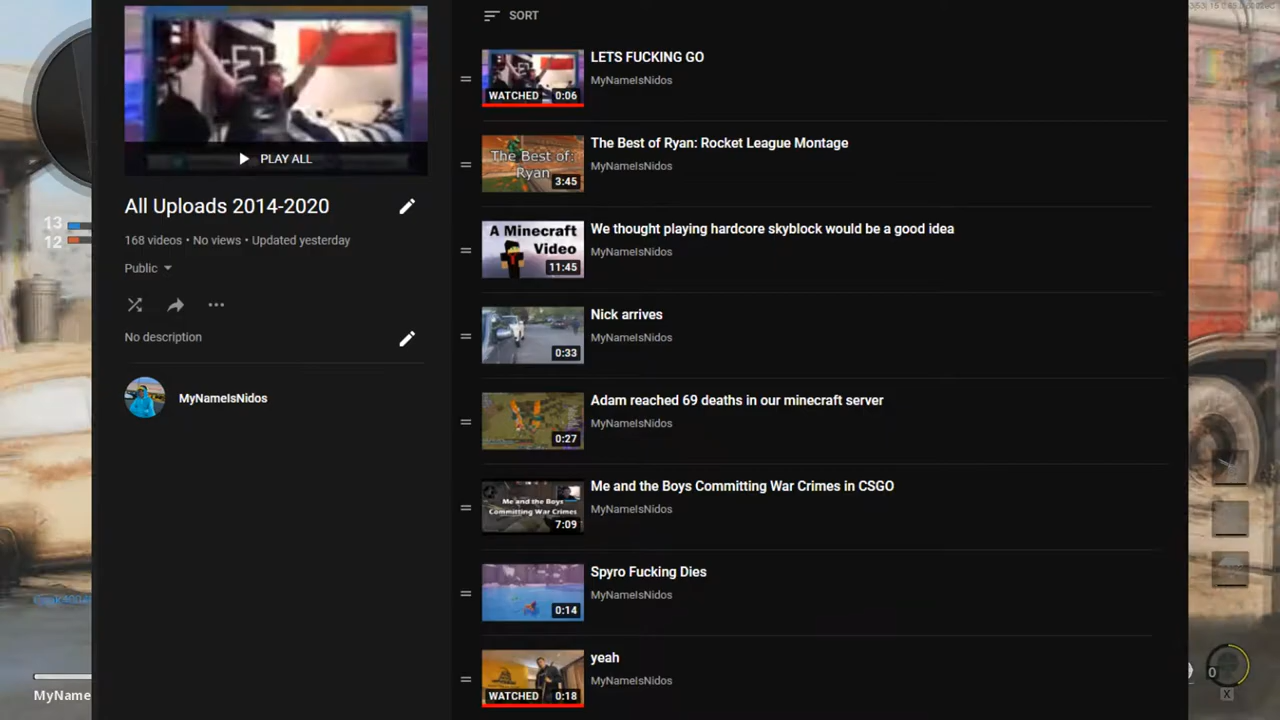 SORT
PLAY ALL
All Uploads 2014-2020
168 videos • No views • Updated yesterday
Public
No description
MyNameIsNidos
LETS FUCKING GO
MyNameIsNidos
WATCHED 0:06
The Best of Ryan: Rocket League Montage
MyNameIsNidos
The Best of:
Ryan
3:45
We thought playing hardcore skyblock would be a good idea
MyNameIsNidos
A Minecraft
Video
11:45
Nick arrives
MyNameIsNidos
0:33
Adam reached 69 deaths in our minecraft server
MyNameIsNidos
0:27
Me and the Boys Committing War Crimes in CSGO
MyNameIsNidos
Me and the Boys
Committing War Crimes
7:09
Spyro Fucking Dies
MyNameIsNidos
0:14
yeah
MyNameIsNidos
WATCHED 0:18
13
12
MyName
0
X